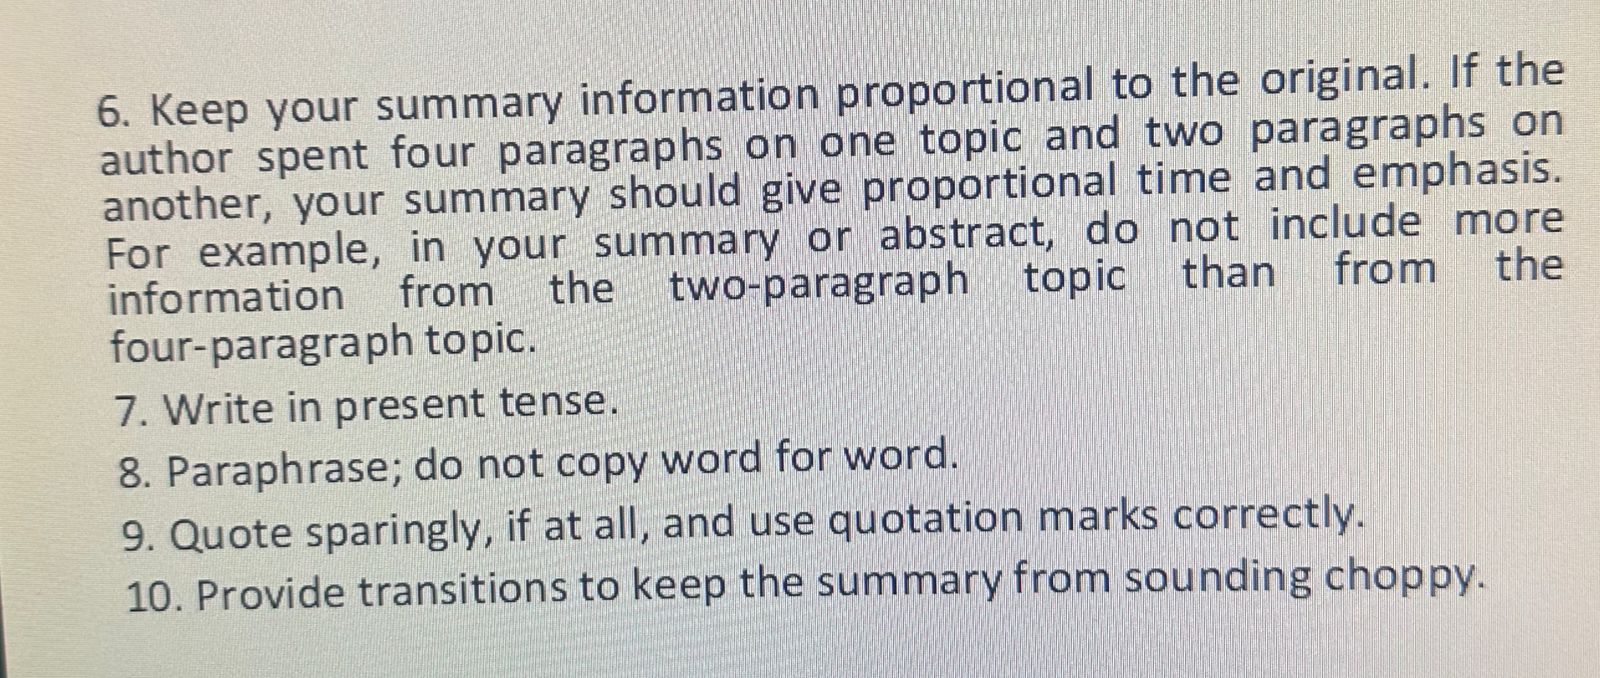 6. Keep your summary information proportional to the original. If the
author spent four paragraphs on one topic and two paragraphs on
another, your summary should give proportional time and emphasis.
For example, in your summary or abstract, do not include more
information from the two-paragraph topic than from the
four-paragraph topic.
7. Write in present tense.
8. Paraphrase; do not copy word for word.
9. Quote sparingly, if at all, and use quotation marks correctly.
10. Provide transitions to keep the summary from sounding choppy.